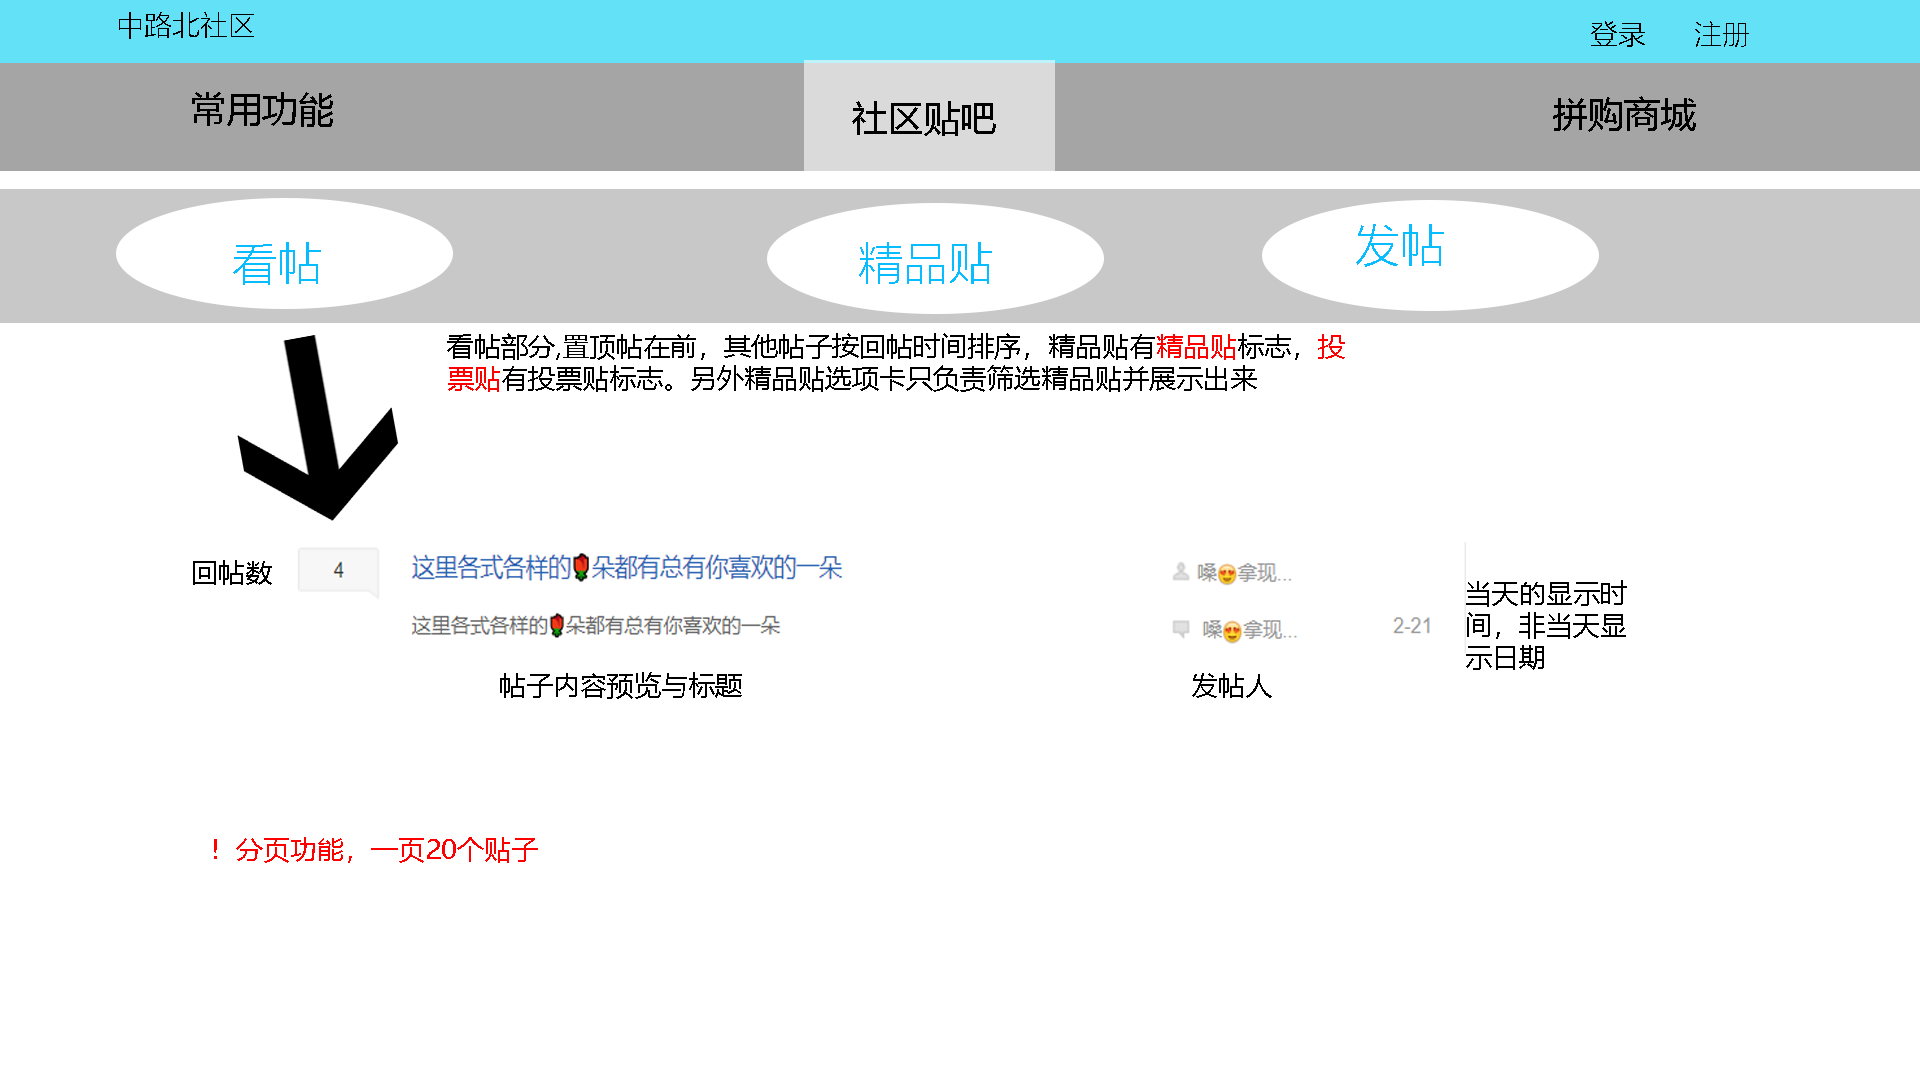 中路北社区
登录 注册
常用功能 社区贴吧 拼购商城
看帖 精品贴 发帖
看帖部分,置顶帖在前，其他帖子按回帖时间排序，精品贴有精品贴标志，投
票贴有投票贴标志。另外精品贴选项卡只负责筛选精品贴并展示出来
回帖数 4 这里各式各样的🌹朵都有总有你喜欢的一朵 嗓😍拿现...
这里各式各样的🌹朵都有总有你喜欢的一朵 嗓😍拿现... 2-21
当天的显示时
间，非当天显
示日期
帖子内容预览与标题 发帖人
！分页功能，一页20个贴子